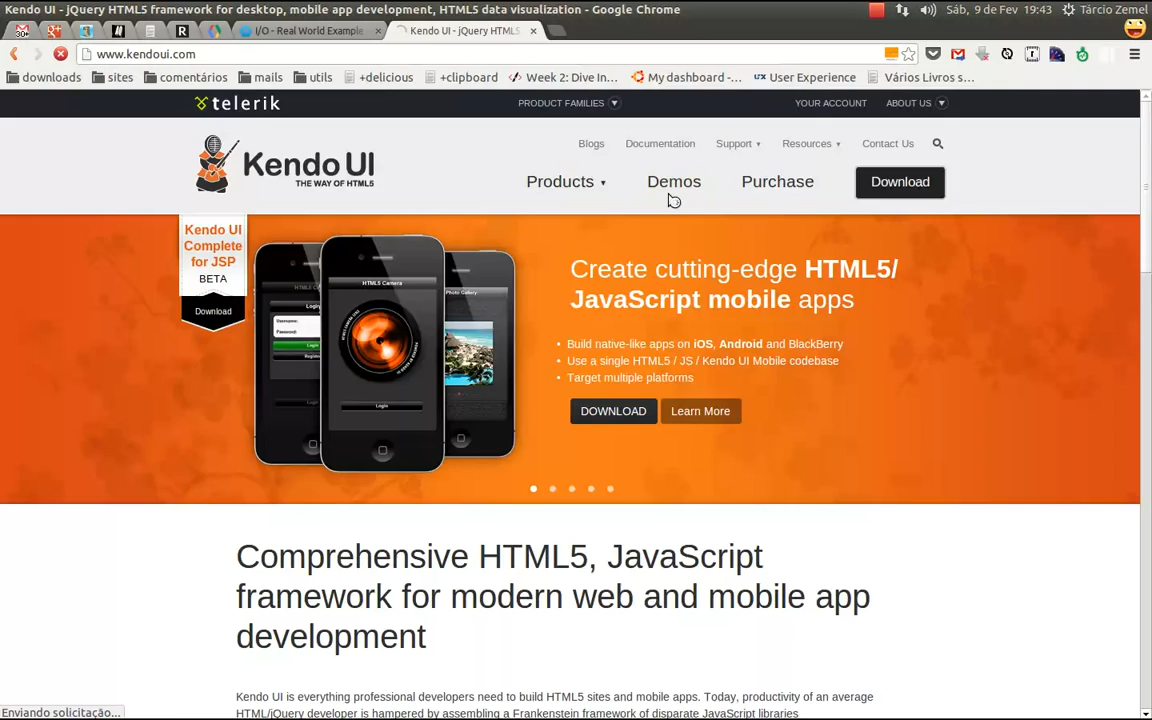 Kendo UI - jQuery HTML5 framework for desktop, mobile app development, HTML5 data visualization - Google Chrome
Sáb, 9 de Fev 19:43 Tárcio Zemel
I/O - Real World Example × Kendo UI - jQuery HTML5 ×
www.kendoui.com
downloads sites comentários mails utils +delicious +clipboard Week 2: Dive In... My dashboard -... UX User Experience Vários Livros s...
telerik PRODUCT FAMILIES YOUR ACCOUNT ABOUT US
Blogs Documentation Support Resources Contact Us
Kendo UI
THE WAY OF HTML5
Products Demos Purchase Download
Kendo UI
Complete
for JSP
BETA
Download
HTML5 Camera
Login
Create cutting-edge HTML5/
JavaScript mobile apps
• Build native-like apps on iOS, Android and BlackBerry
• Use a single HTML5 / JS / Kendo UI Mobile codebase
• Target multiple platforms
DOWNLOAD Learn More
Comprehensive HTML5, JavaScript
framework for modern web and mobile app
development
Kendo UI is everything professional developers need to build HTML5 sites and mobile apps. Today, productivity of an average
HTML/jQuery developer is hampered by assembling a Frankenstein framework of disparate JavaScript libraries
Enviando solicitação...